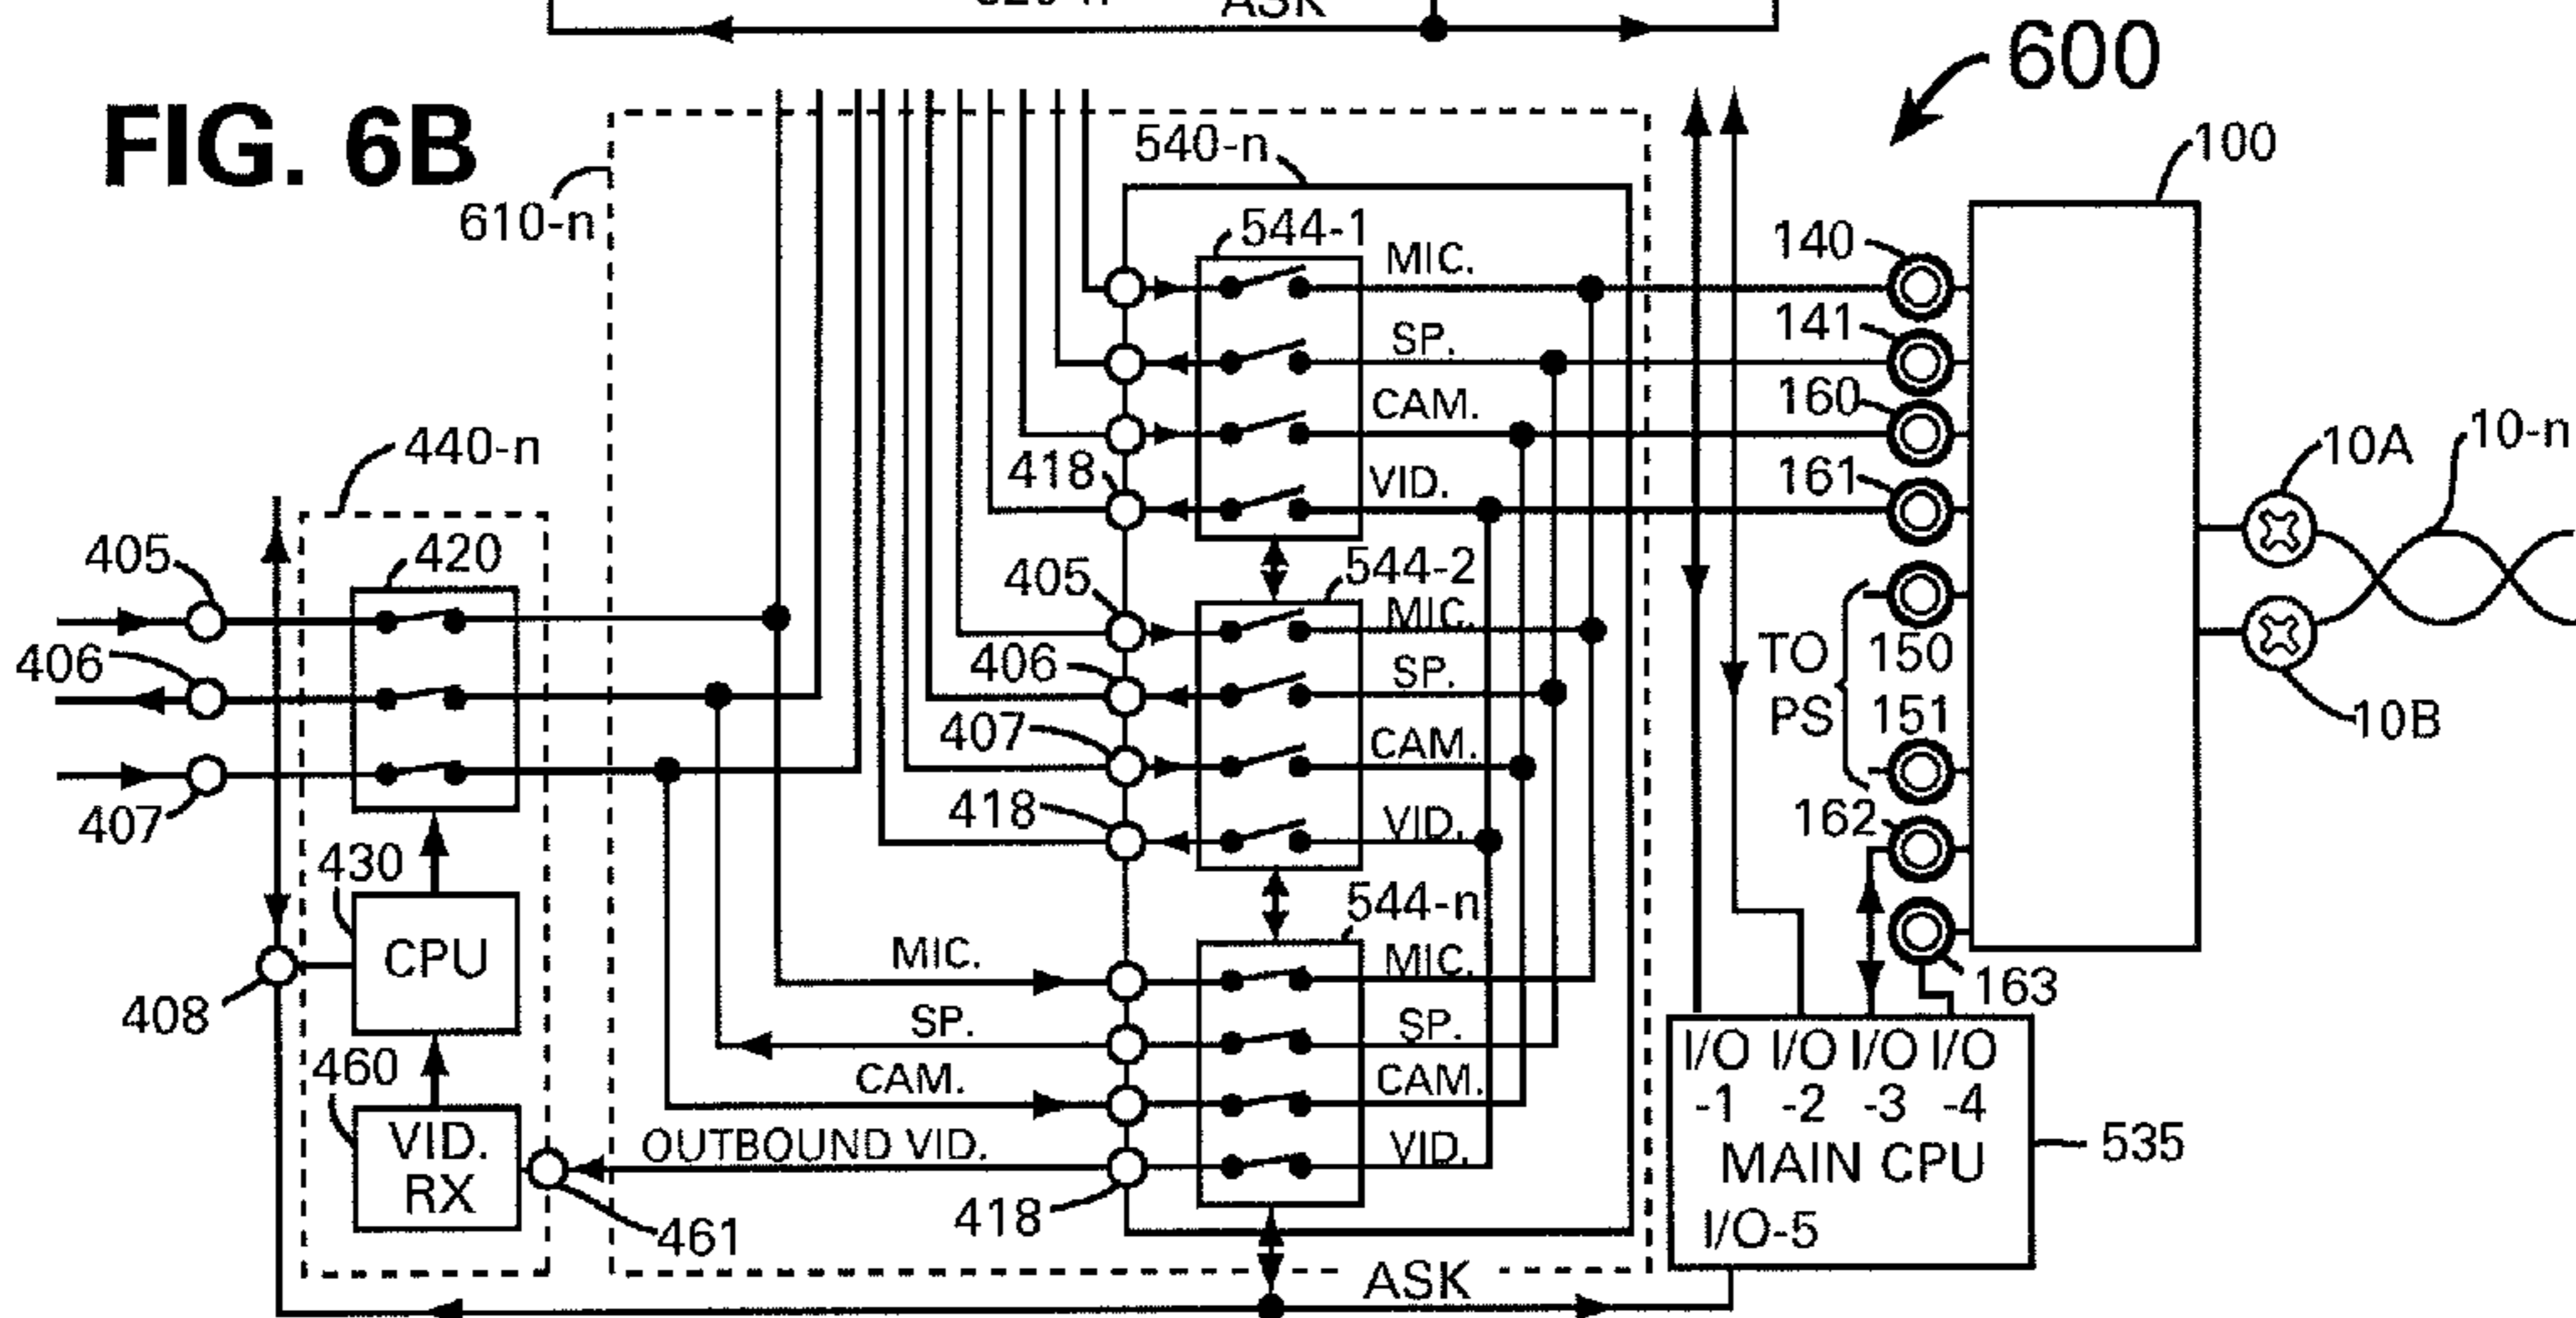 ASK
600
FIG. 6B
540-n
100
610-n
544-1
MIC.
140
SP.
141
CAM.
160
440-n
418
VID.
161
10A
10-n
405
420
405
544-2
MIC.
TO
PS
150
406
406
SP.
151
10B
407
CAM.
407
418
VID.
162
430
CPU
544-n
MIC.
MIC.
163
408
SP.
SP.
I/O I/O I/O I/O
460
CAM.
CAM.
-1 -2 -3 -4
VID.
RX
OUTBOUND VID.
VID.
MAIN CPU
535
461
418
I/O-5
ASK